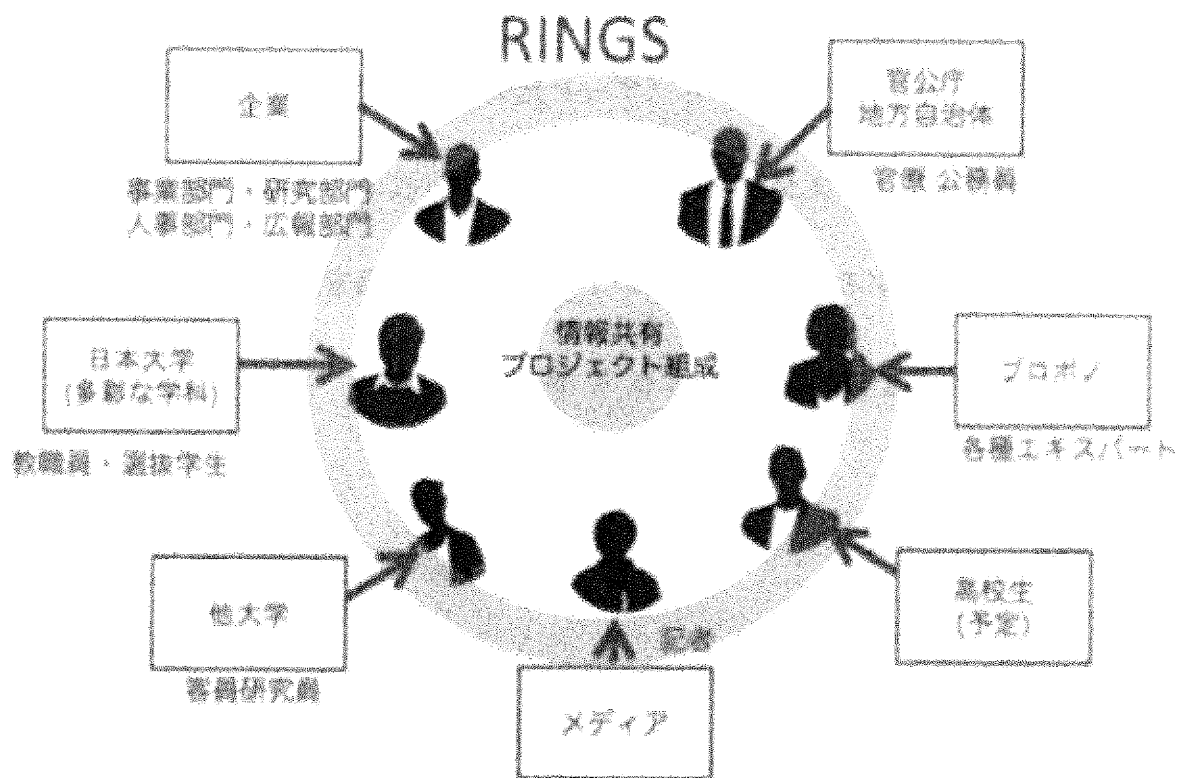 RINGS
企業
事業部門・研究部門
人事部門・広報部門
官公庁
地方自治体
官僚 公務員
日本大学
(多彩な学科)
教職員・選抜学生
情報共有
プロジェクト組成
プロボノ
各種エキスパート
他大学
客員研究員
メディア
記者
高校生
(予定)